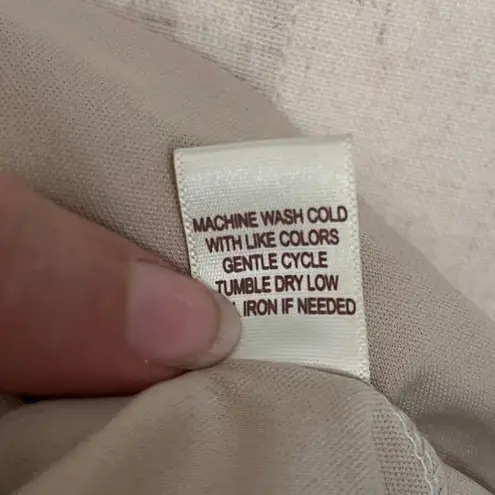 MACHINE WASH COLD
WITH LIKE COLORS
GENTLE CYCLE
TUMBLE DRY LOW
IRON IF NEEDED